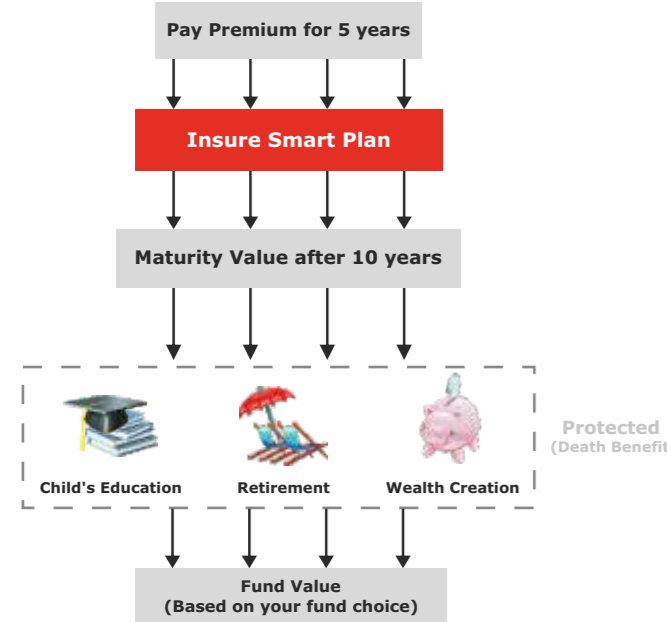 Pay Premium for 5 years
Insure Smart Plan
Maturity Value after 10 years
Protected
(Death Benefit
Child's Education
Retirement
Wealth Creation
Fund Value
(Based on your fund choice)